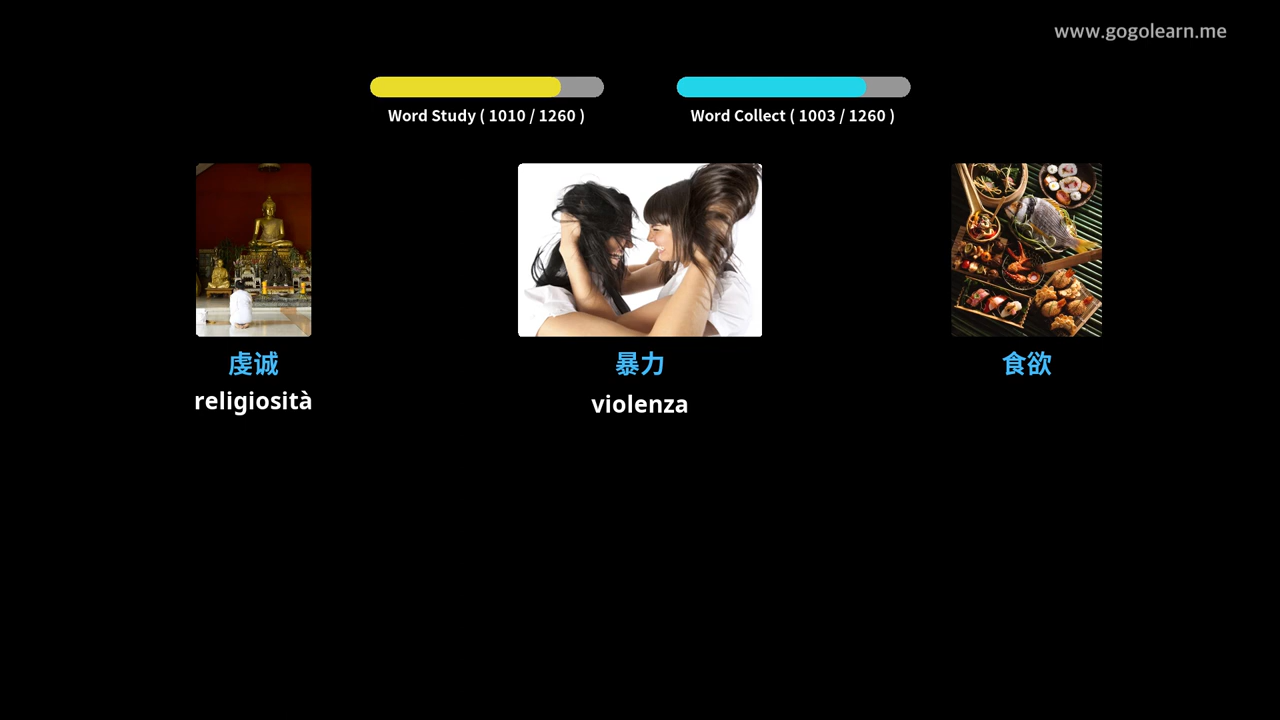 www.gogolearn.me
Word Study ( 1010 / 1260 )
Word Collect ( 1003 / 1260 )
虔诚
暴力
食欲
religiosità
violenza